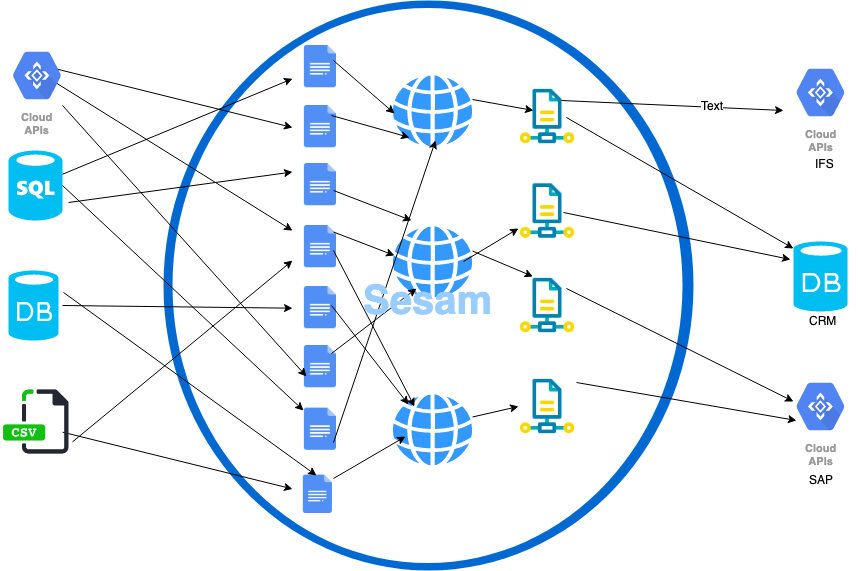 Cloud
APIs
SQL
DB
CSV
Sesam
Text
Cloud
APIs
IFS
DB
CRM
Cloud
APIs
SAP